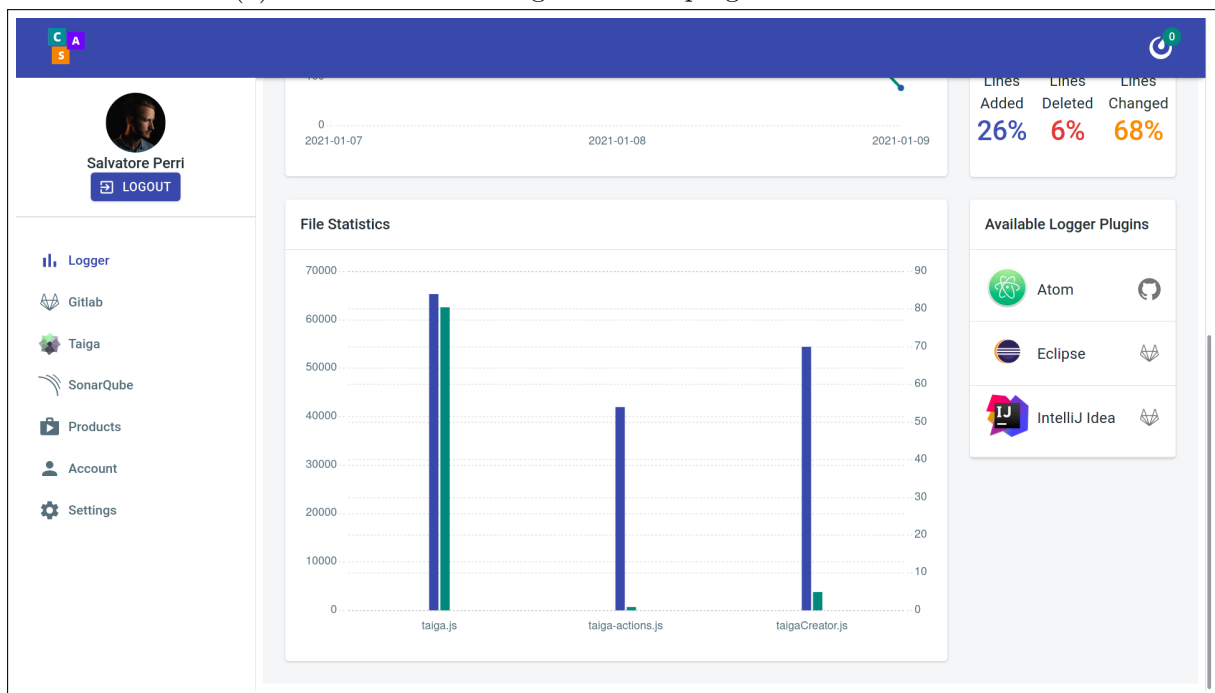 C A
S
0
Salvatore Perri
LOGOUT
Logger
Gitlab
Taiga
SonarQube
Products
Account
Settings
0
2021-01-07 2021-01-08 2021-01-09
Lines Lines Lines
Added Deleted Changed
26% 6% 68%
File Statistics
70000 90
80
60000
70
50000
60
40000 50
40
30000
30
20000
20
10000
10
0 0
taiga.js taiga-actions.js taigaCreator.js
Available Logger Plugins
Atom
Eclipse
IJ IntelliJ Idea